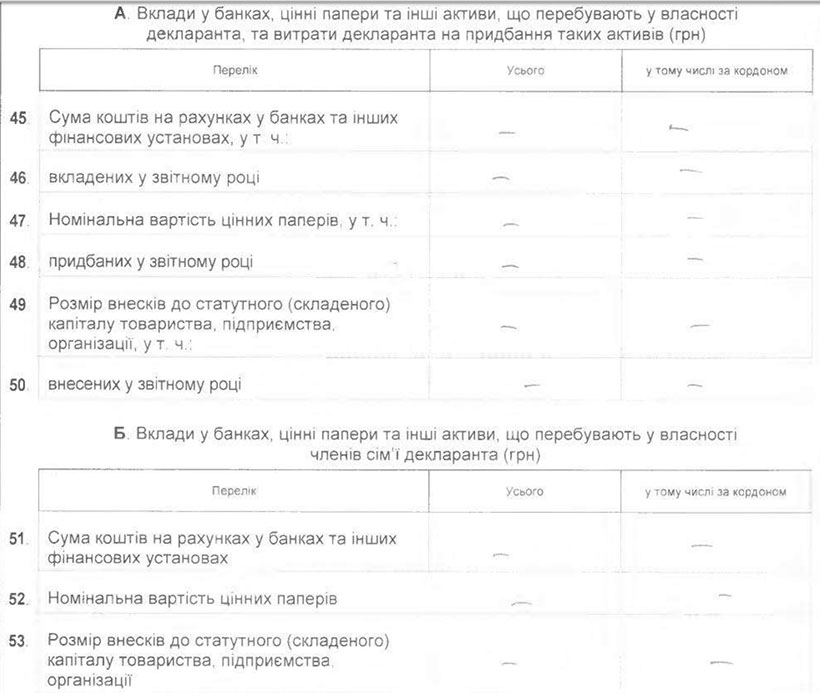 А. Вклади у банках, цінні папери та інші активи, що перебувають у власності
декларанта, та витрати декларанта на придбання таких активів (грн)
Перелік Усього у тому числі за кордоном
45. Сума коштів на рахунках у банках та інших
фінансових установах, у т. ч.: — —
46. вкладених у звітному році — —
47. Номінальна вартість цінних паперів, у т. ч.: — —
48. придбаних у звітному році — —
49. Розмір внесків до статутного (складеного)
капіталу товариства, підприємства, — —
організації, у т. ч.:
50. внесених у звітному році — —
Б. Вклади у банках, цінні папери та інші активи, що перебувають у власності
членів сім'ї декларанта (грн)
Перелік Усього у тому числі за кордоном
51. Сума коштів на рахунках у банках та інших
фінансових установах — —
52. Номінальна вартість цінних паперів — —
53. Розмір внесків до статутного (складеного)
капіталу товариства, підприємства, — —
організації